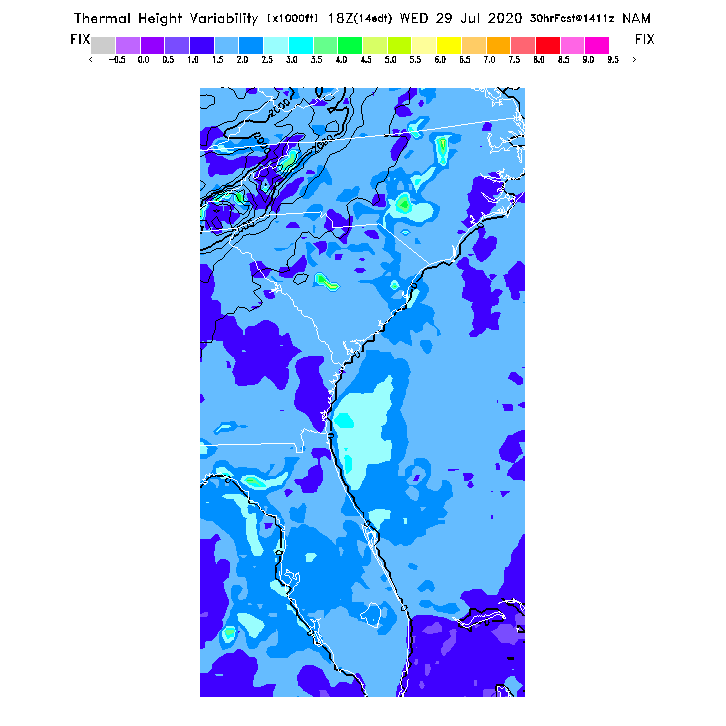 Thermal Height Variability [x1000ft] 18Z(14edt) WED 29 Jul 2020 30hrFcst@1411z NAM
FIX FIX
< -0.5 0.0 0.5 1.0 1.5 2.0 2.5 3.0 3.5 4.0 4.5 5.0 5.5 6.0 6.5 7.0 7.5 8.0 8.5 9.0 9.5 >
2000
2000
2000